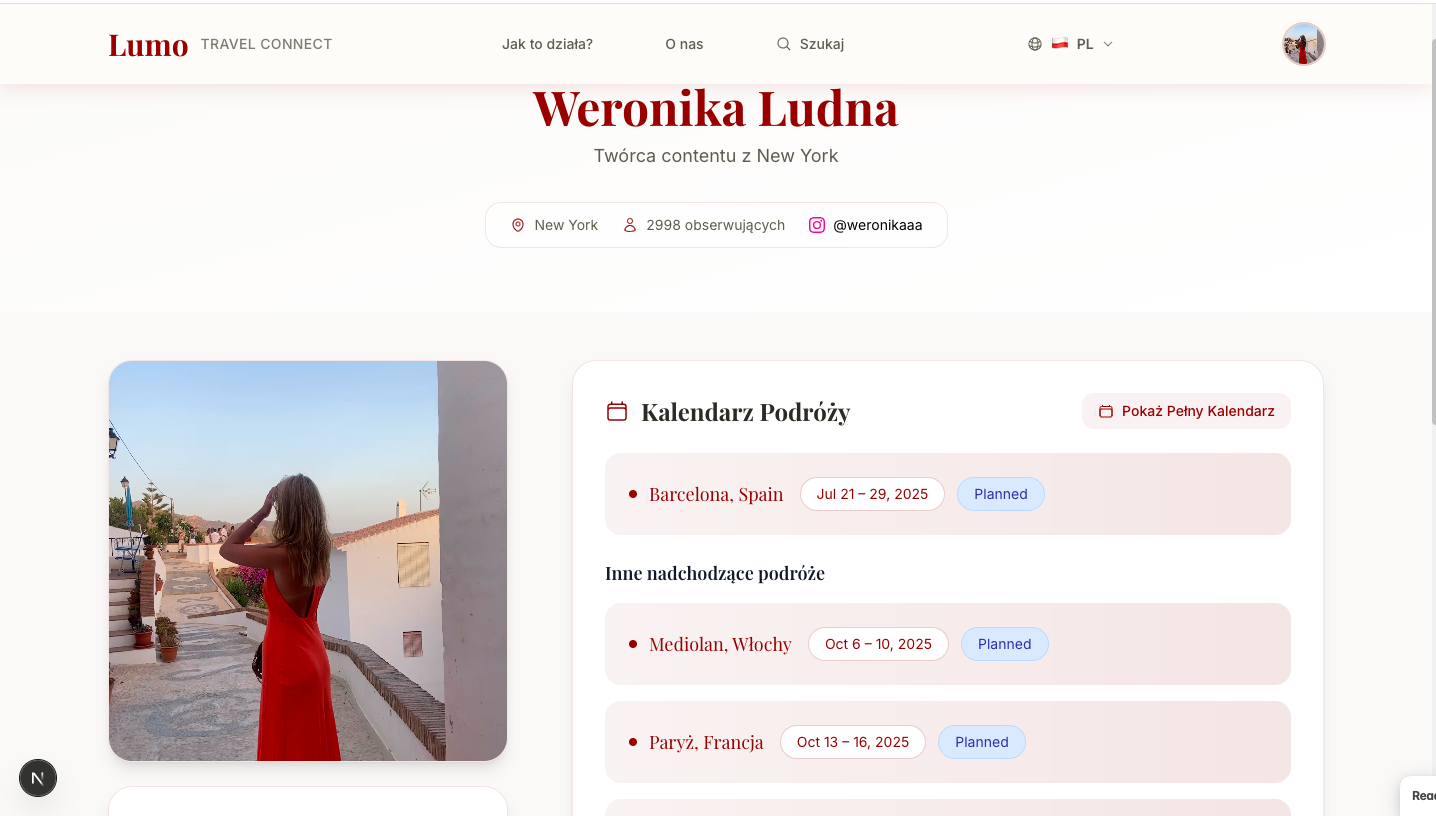 Lumo TRAVEL CONNECT Jak to działa? O nas Szukaj PL
Weronika Ludna
Twórca contentu z New York
New York 2998 obserwujących @weronikaaa
Kalendarz Podróży Pokaż Pełny Kalendarz
Barcelona, Spain Jul 21 – 29, 2025 Planned
Inne nadchodzące podróże
Mediolan, Włochy Oct 6 – 10, 2025 Planned
Paryż, Francja Oct 13 – 16, 2025 Planned
N